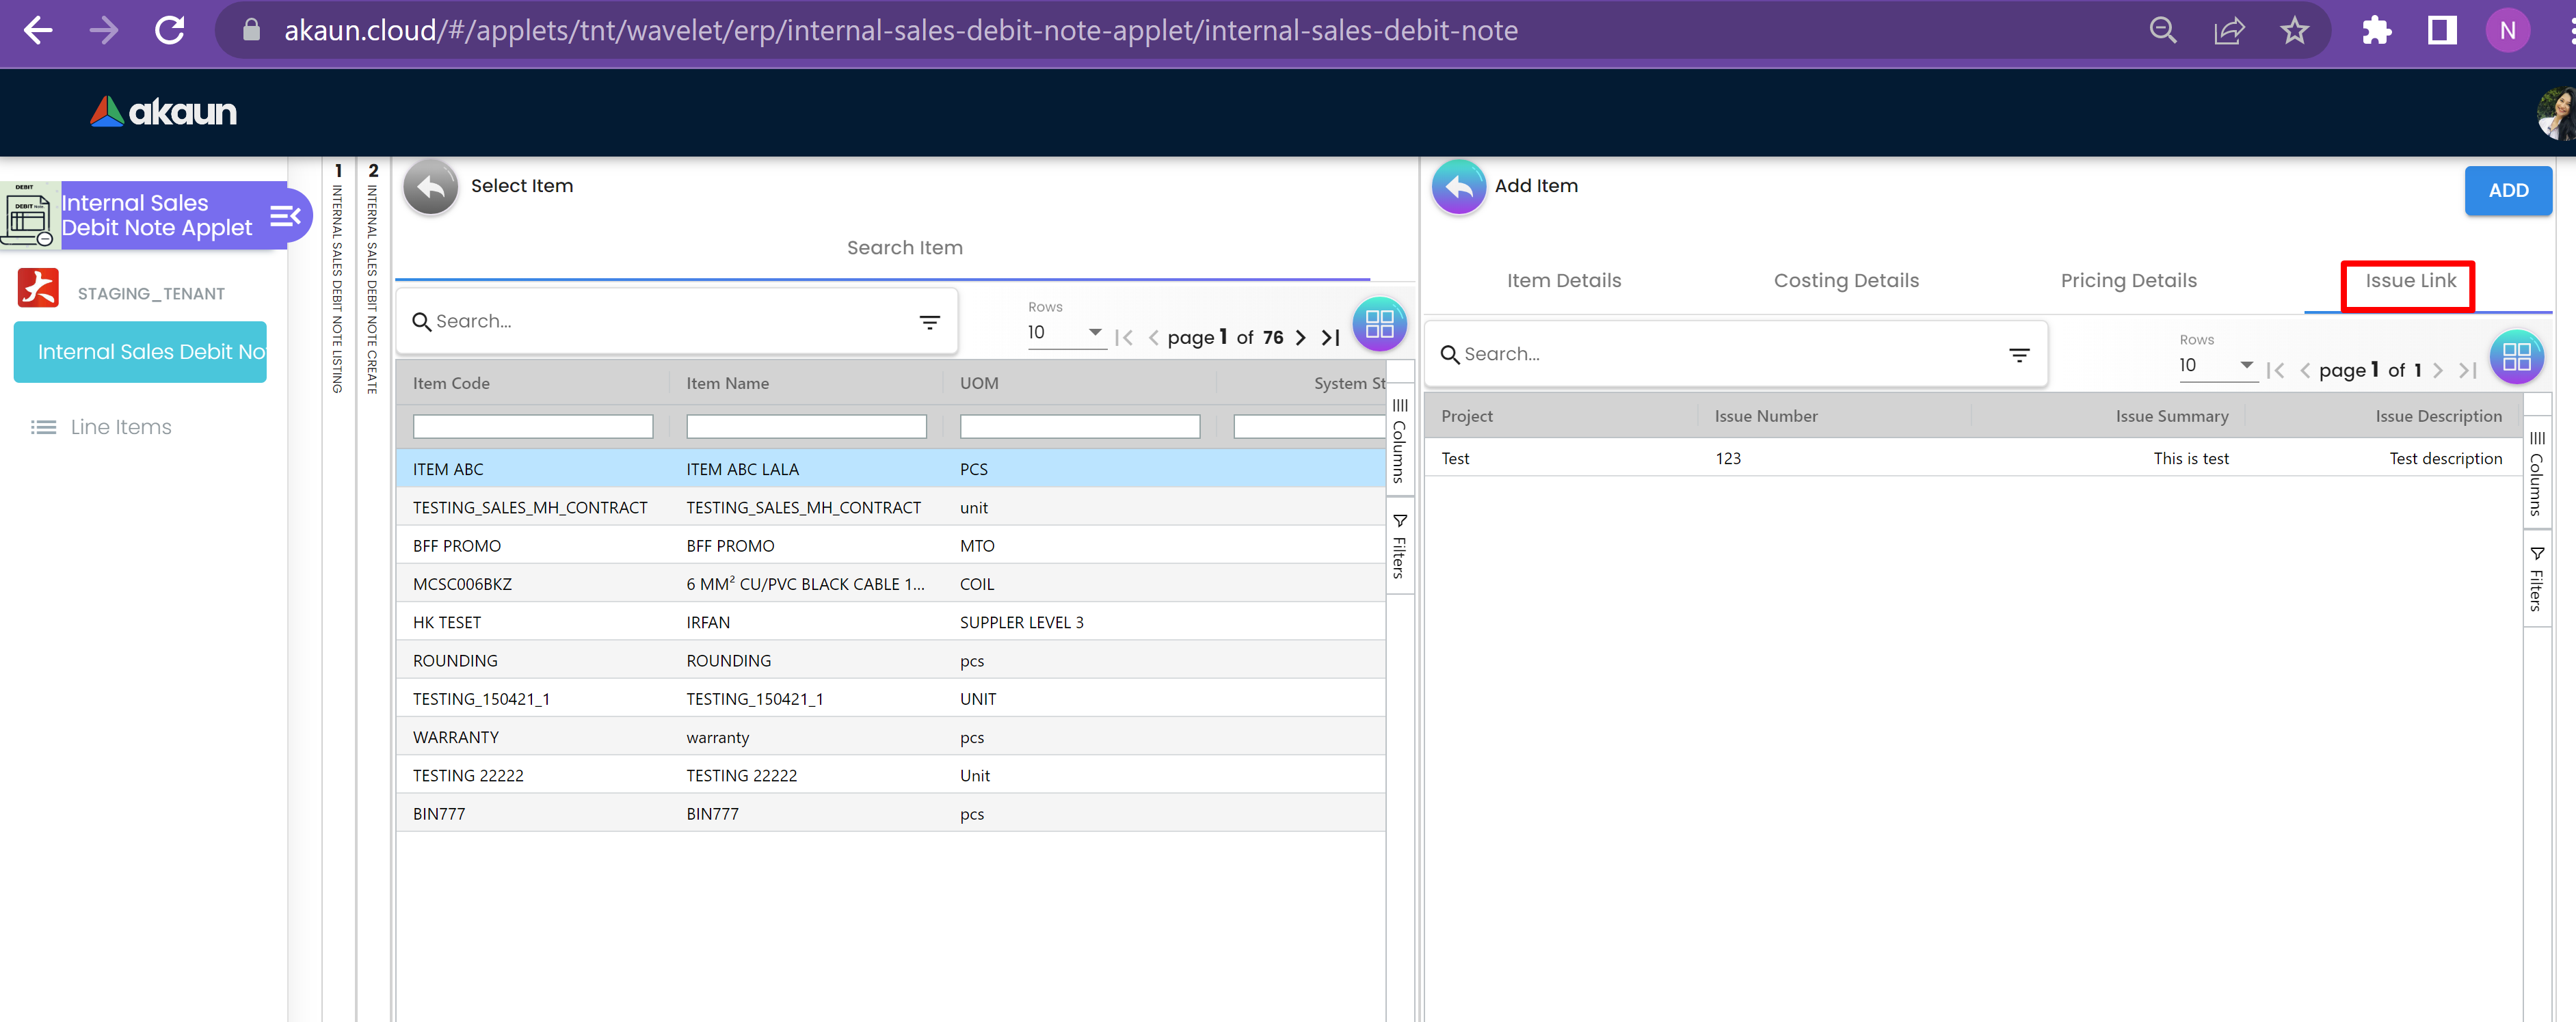 akaun.cloud/#/applets/tnt/wavelet/erp/internal-sales-debit-note-applet/internal-sales-debit-note
N
akaun
DEBIT
DEBIT Note
Internal Sales
Debit Note Applet
STAGING_TENANT
Internal Sales Debit No
Line Items
1 INTERNAL SALES DEBIT NOTE LISTING
2 INTERNAL SALES DEBIT NOTE CREATE
Select Item
Search Item
Search...
Rows
10
page 1 of 76
Item Code Item Name UOM System St
ITEM ABC ITEM ABC LALA PCS
TESTING_SALES_MH_CONTRACT TESTING_SALES_MH_CONTRACT unit
BFF PROMO BFF PROMO MTO
MCSC006BKZ 6 MM² CU/PVC BLACK CABLE 1... COIL
HK TESET IRFAN SUPPLER LEVEL 3
ROUNDING ROUNDING pcs
TESTING_150421_1 TESTING_150421_1 UNIT
WARRANTY warranty pcs
TESTING 22222 TESTING 22222 Unit
BIN777 BIN777 pcs
Columns
Filters
Add Item
ADD
Item Details Costing Details Pricing Details Issue Link
Search...
Rows
10
page 1 of 1
Project Issue Number Issue Summary Issue Description
Test 123 This is test Test description
Columns
Filters